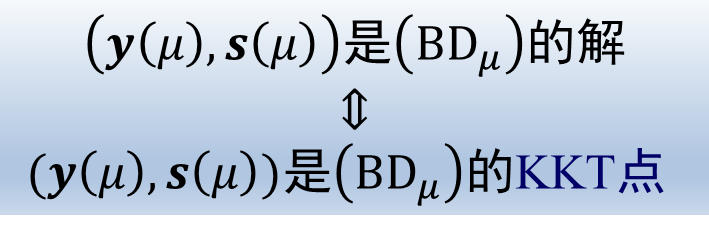 (y(μ), s(μ))是(BD_μ)的解
⇕
(y(μ), s(μ))是(BD_μ)的KKT点